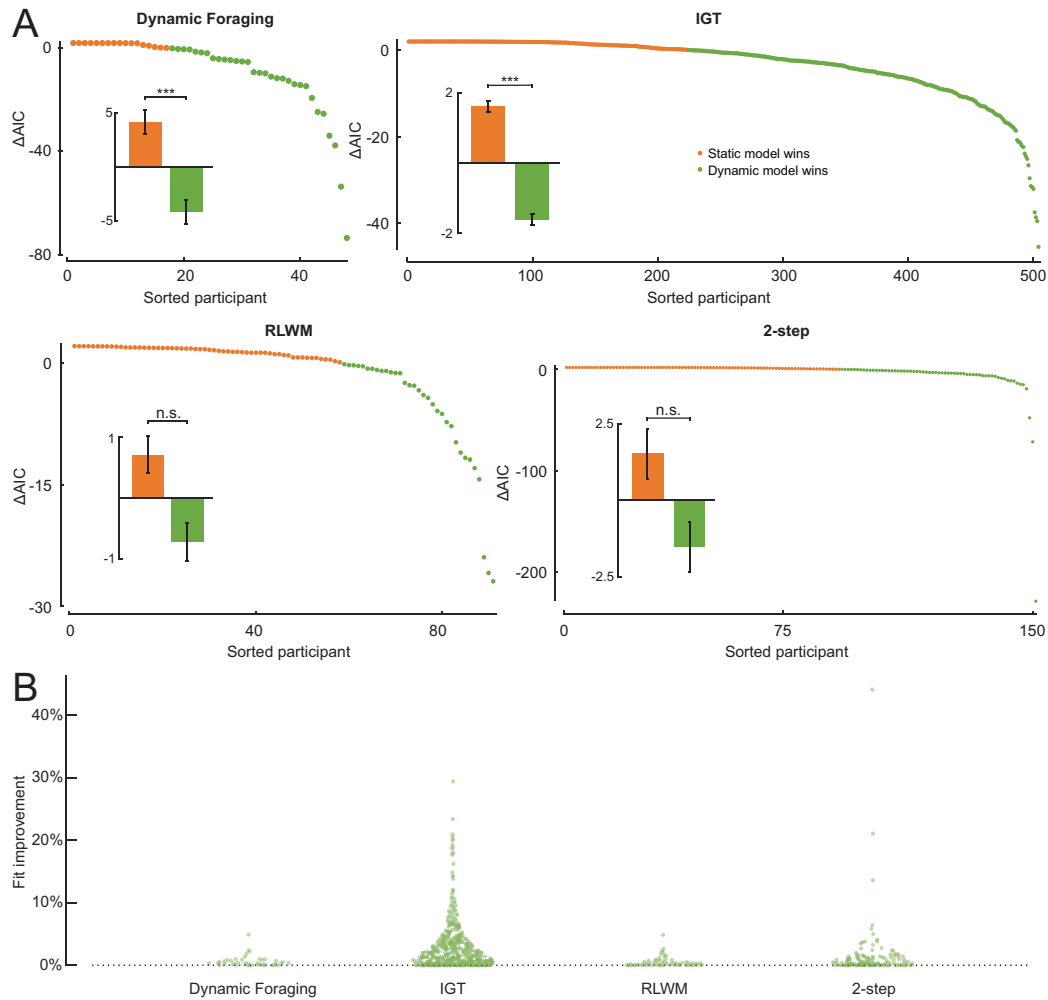 A
Dynamic Foraging
0
-40
-80
ΔAIC
5
-5
***
0
20
40
Sorted participant
IGT
0
-20
-40
ΔAIC
2
-2
***
Static model wins
Dynamic model wins
0
100
200
300
400
500
Sorted participant
RLWM
0
-15
-30
ΔAIC
1
-1
n.s.
0
40
80
Sorted participant
2-step
0
-100
-200
ΔAIC
2.5
-2.5
n.s.
0
75
150
Sorted participant
B
40%
30%
20%
10%
0%
Fit improvement
Dynamic Foraging
IGT
RLWM
2-step